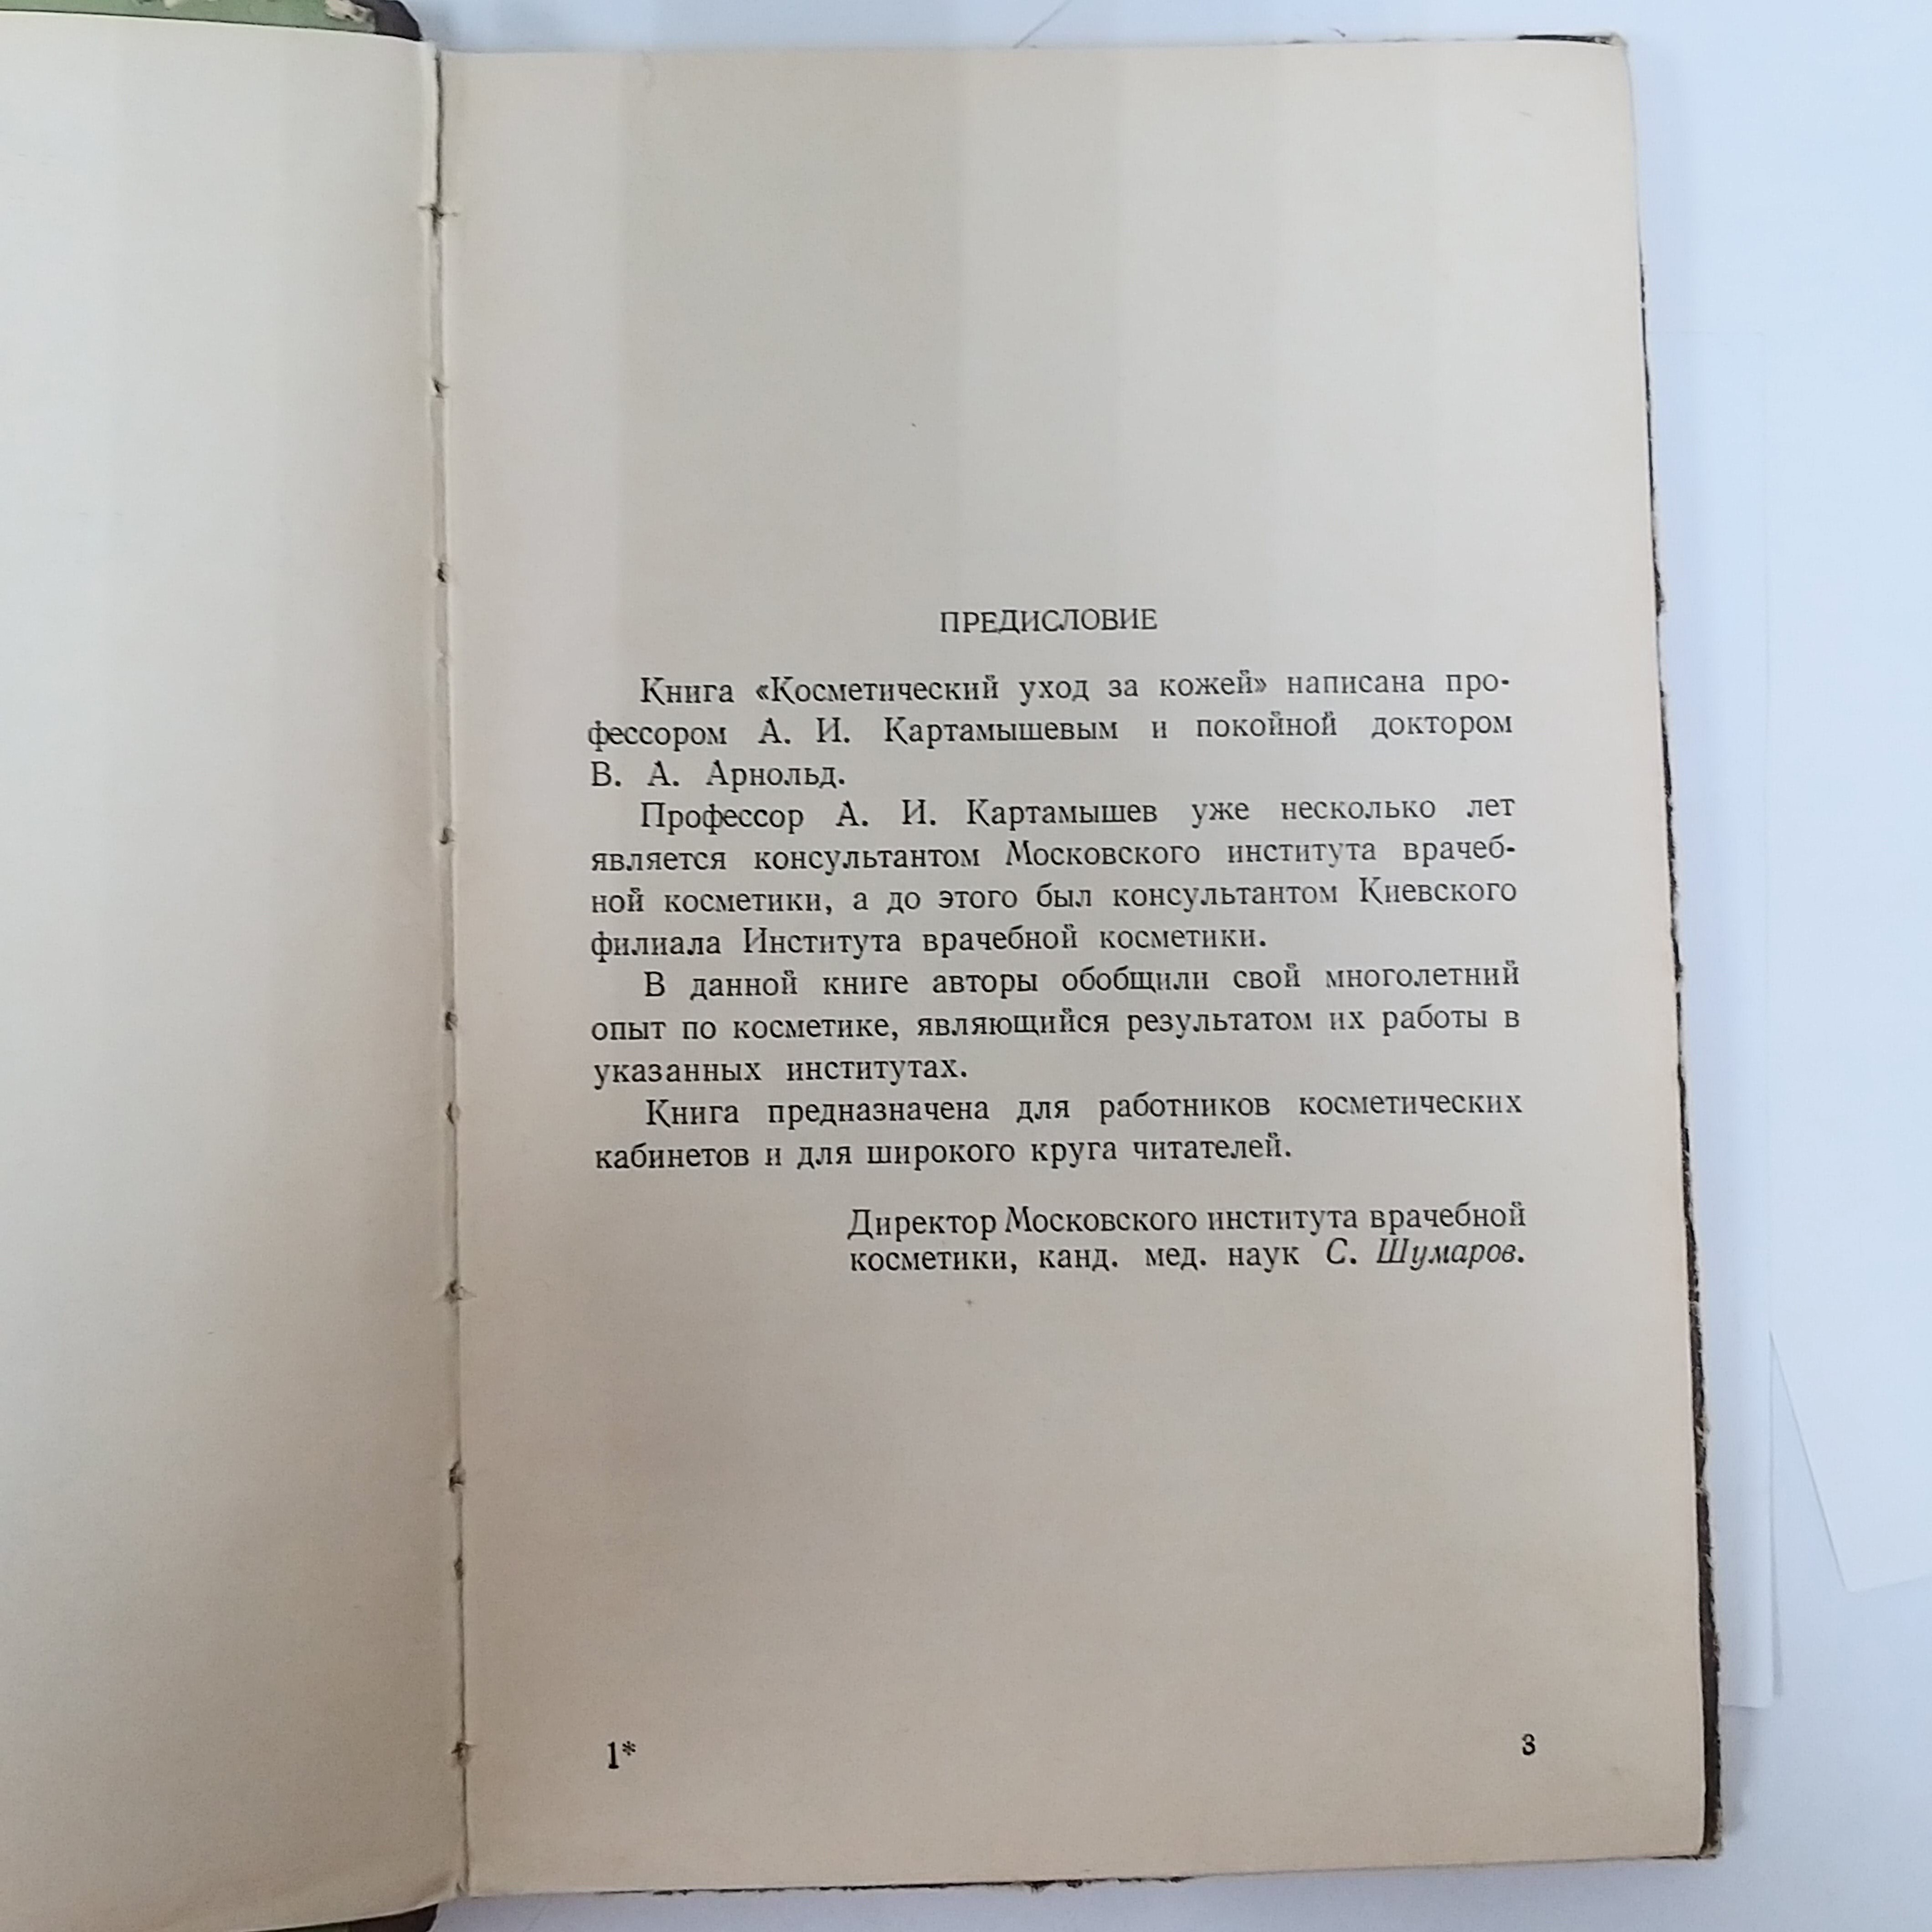 ПРЕДИСЛОВИЕ
Книга «Косметический уход за кожей» написана про-
фессором А. И. Картамышевым и покойной доктором
В. А. Арнольд.
Профессор А. И. Картамышев уже несколько лет
является консультантом Московского института врачеб-
ной косметики, а до этого был консультантом Киевского
филиала Института врачебной косметики.
В данной книге авторы обобщили свой многолетний
опыт по косметике, являющийся результатом их работы в
указанных институтах.
Книга предназначена для работников косметических
кабинетов и для широкого круга читателей.
Директор Московского института врачебной
косметики, канд. мед. наук С. Шумаров.
1*
3